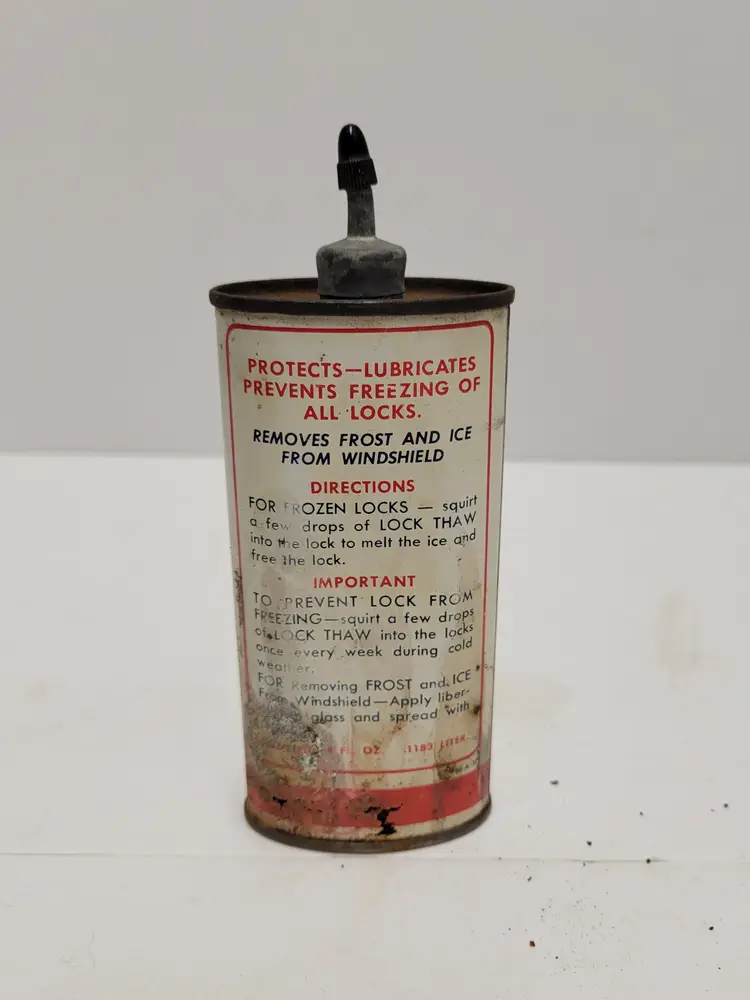 PROTECTS—LUBRICATES
PREVENTS FREEZING OF
ALL LOCKS.
REMOVES FROST AND ICE
FROM WINDSHIELD
DIRECTIONS
FOR FROZEN LOCKS — squirt
a few drops of LOCK THAW
into the lock to melt the ice and
free the lock.
IMPORTANT
TO PREVENT LOCK FROM
FREEZING—squirt a few drops
of LOCK THAW into the locks
once every week during cold
weather.
FOR Removing FROST and ICE
From Windshield—Apply liber-
glass and spread with
4 FL. OZ. .1183 LITER